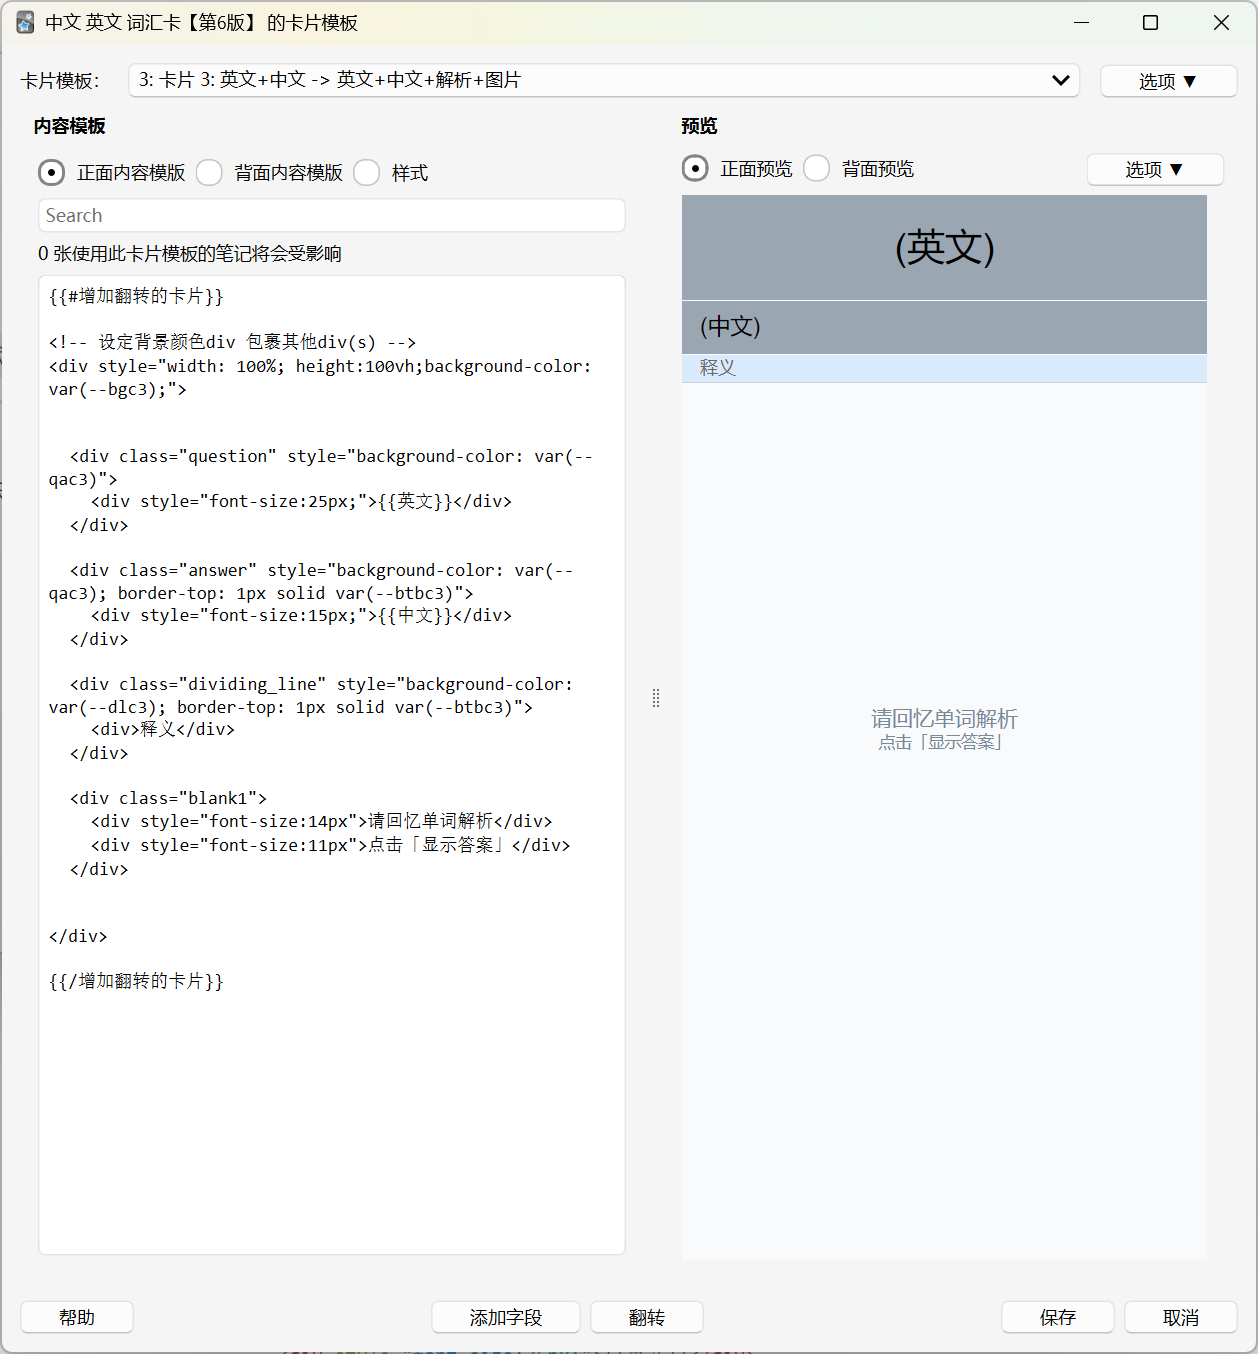 中文 英文 词汇卡【第6版】 的卡片模板
卡片模板：
3: 卡片 3: 英文+中文 -> 英文+中文+解析+图片
选项 ▼
内容模板
正面内容模版
背面内容模版
样式
Search
0 张使用此卡片模板的笔记将会受影响
{{#增加翻转的卡片}}
<!-- 设定背景颜色div 包裹其他div(s) -->
<div style="width: 100%; height:100vh;background-color:
var(--bgc3);">
<div class="question" style="background-color: var(--
qac3)">
<div style="font-size:25px;">{{英文}}</div>
</div>
<div class="answer" style="background-color: var(--
qac3); border-top: 1px solid var(--btbc3)">
<div style="font-size:15px;">{{中文}}</div>
</div>
<div class="dividing_line" style="background-color:
var(--dlc3); border-top: 1px solid var(--btbc3)">
<div>释义</div>
</div>
<div class="blank1">
<div style="font-size:14px">请回忆单词解析</div>
<div style="font-size:11px">点击「显示答案」</div>
</div>
</div>
{{/增加翻转的卡片}}
预览
正面预览
背面预览
选项 ▼
(英文)
(中文)
释义
请回忆单词解析
点击「显示答案」
帮助
添加字段
翻转
保存
取消